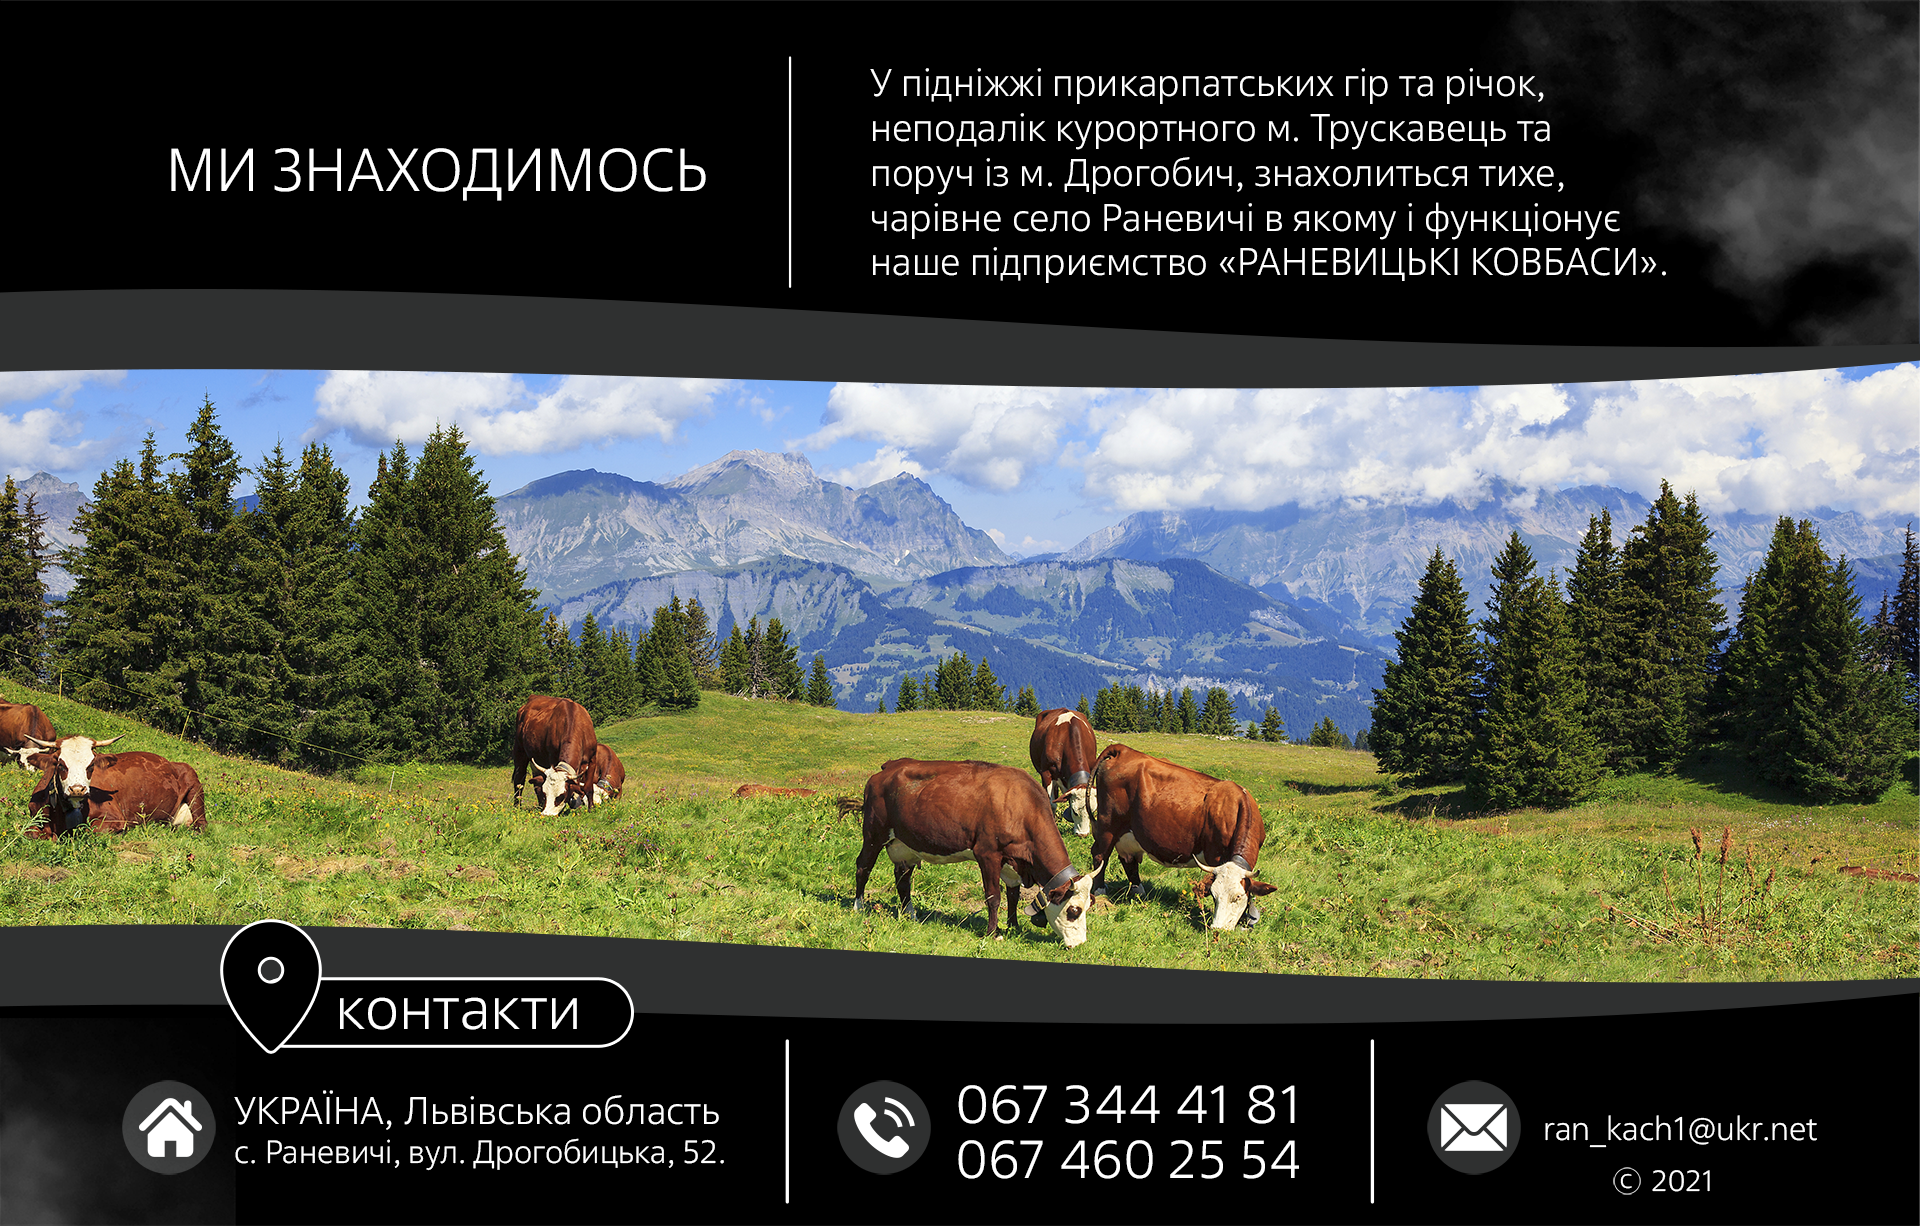 МИ ЗНАХОДИМОСЬ
У підніжжі прикарпатських гір та річок,
неподалік курортного м. Трускавець та
поруч із м. Дрогобич, знахолиться тихе,
чарівне село Раневичі в якому і функціонує
наше підприємство «РАНЕВИЦЬКІ КОВБАСИ».
контакти
УКРАЇНА, Львівська область
с. Раневичі, вул. Дрогобицька, 52.
067 344 41 81
067 460 25 54
ran_kach1@ukr.net
© 2021